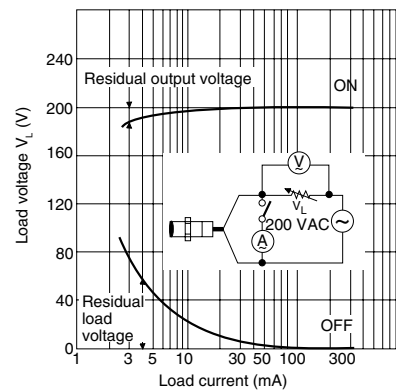 Load voltage V_L (V)
240
200
160
120
80
40
0
Residual output voltage
ON
V
V_L
200 VAC
A
Residual
load
voltage
OFF
1
3
5
10
30
50
100
300
Load current (mA)